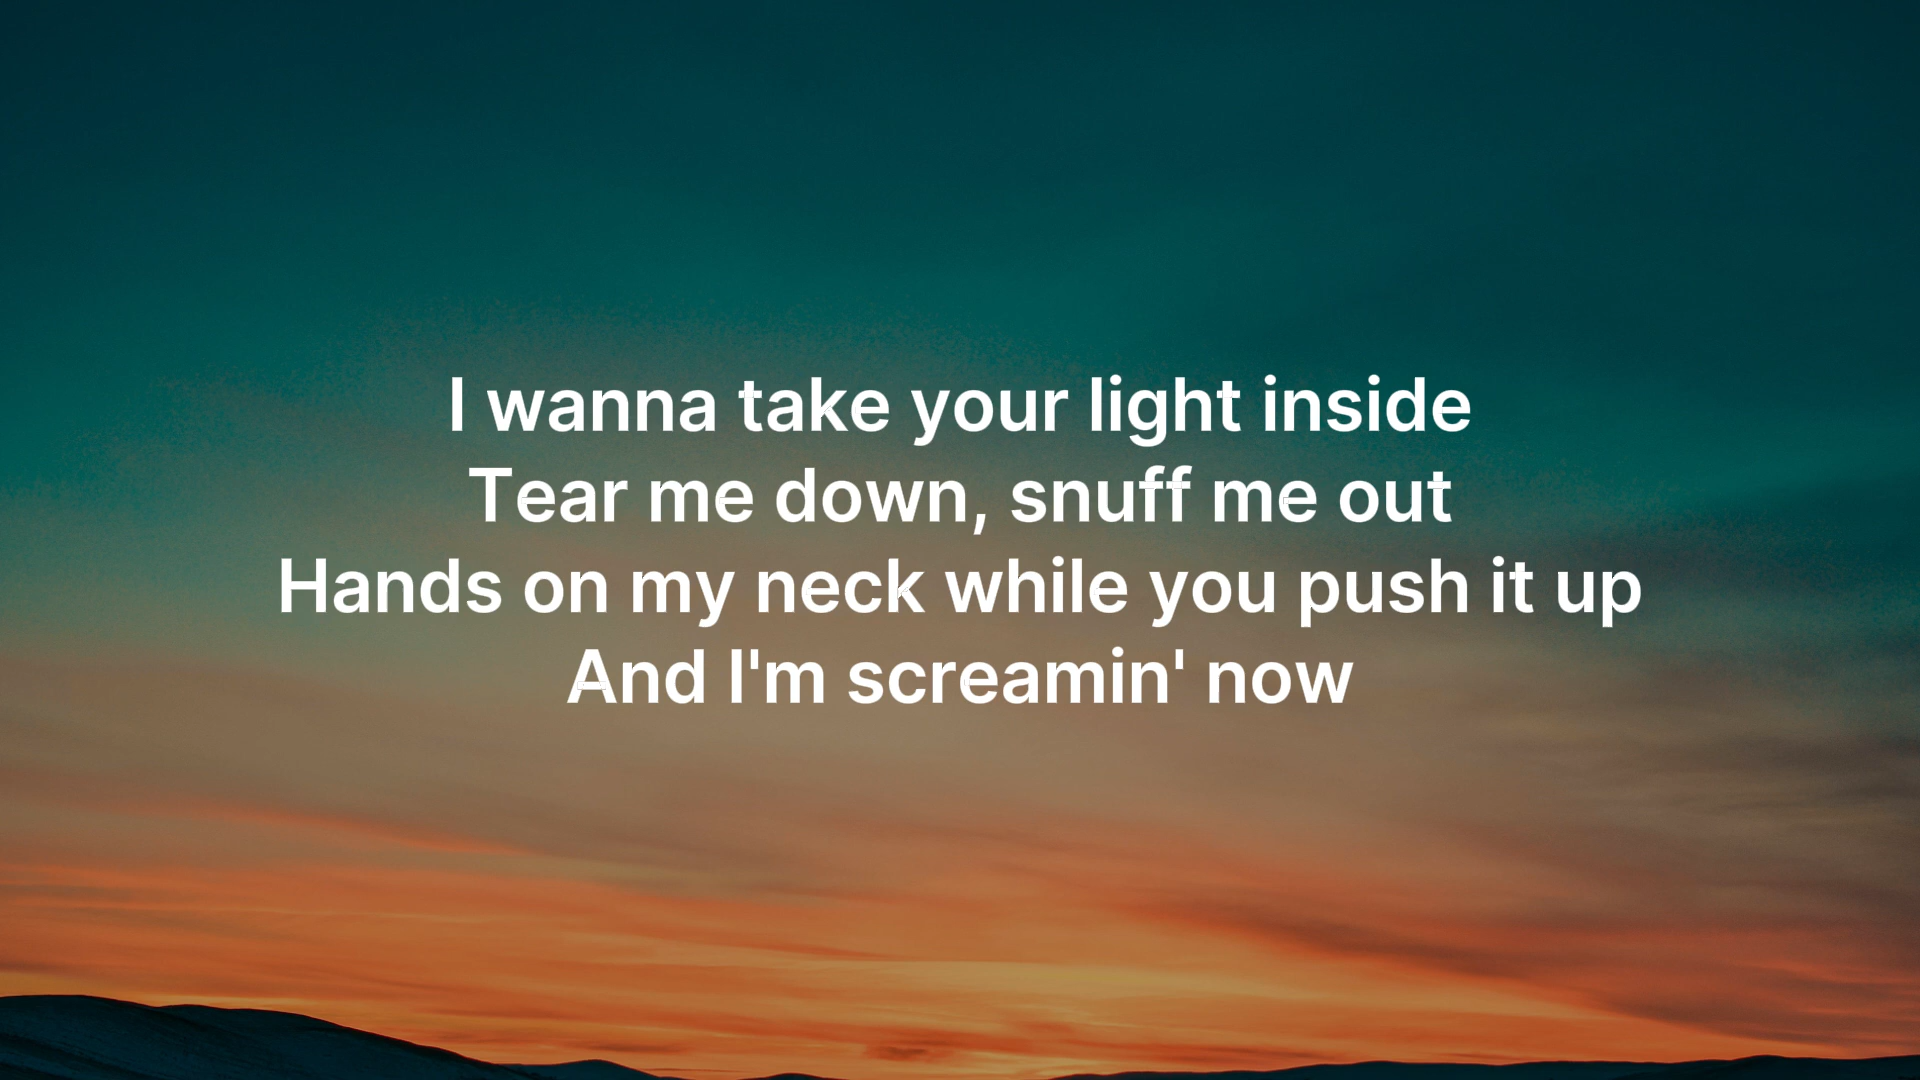 I wanna take your light inside
Tear me down, snuff me out
Hands on my neck while you push it up
And I'm screamin' now